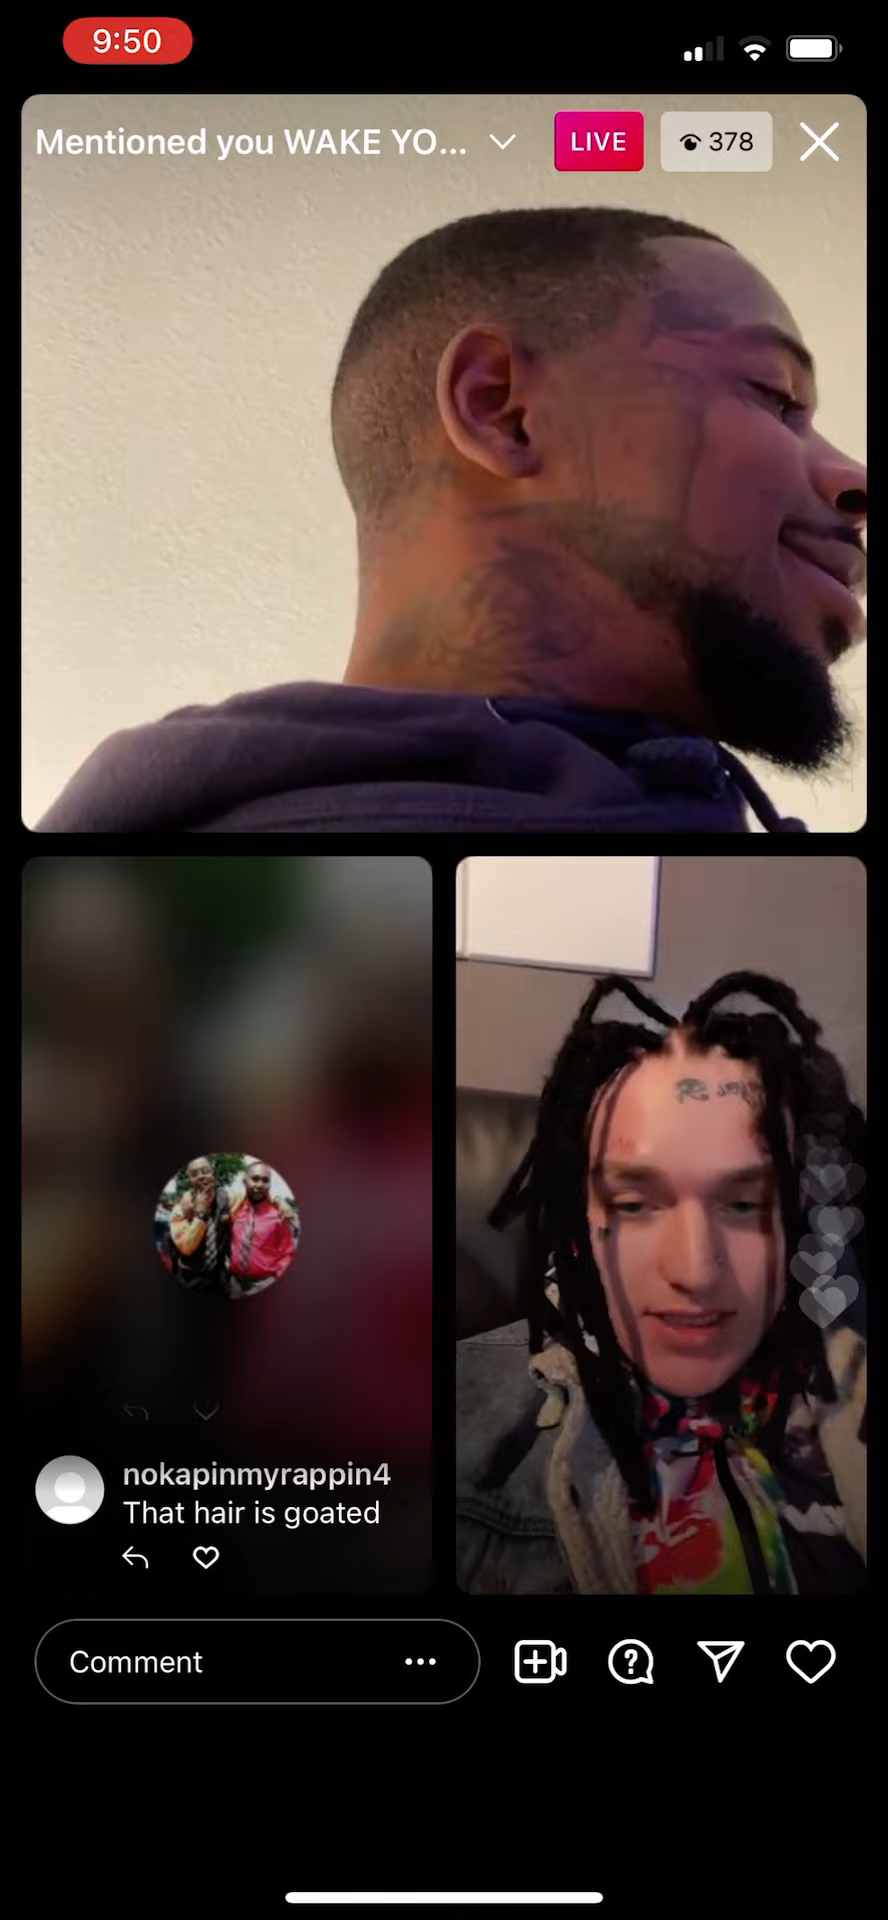 9:50
Mentioned you WAKE YO...
LIVE
378
nokapinmyrappin4
That hair is goated
Comment